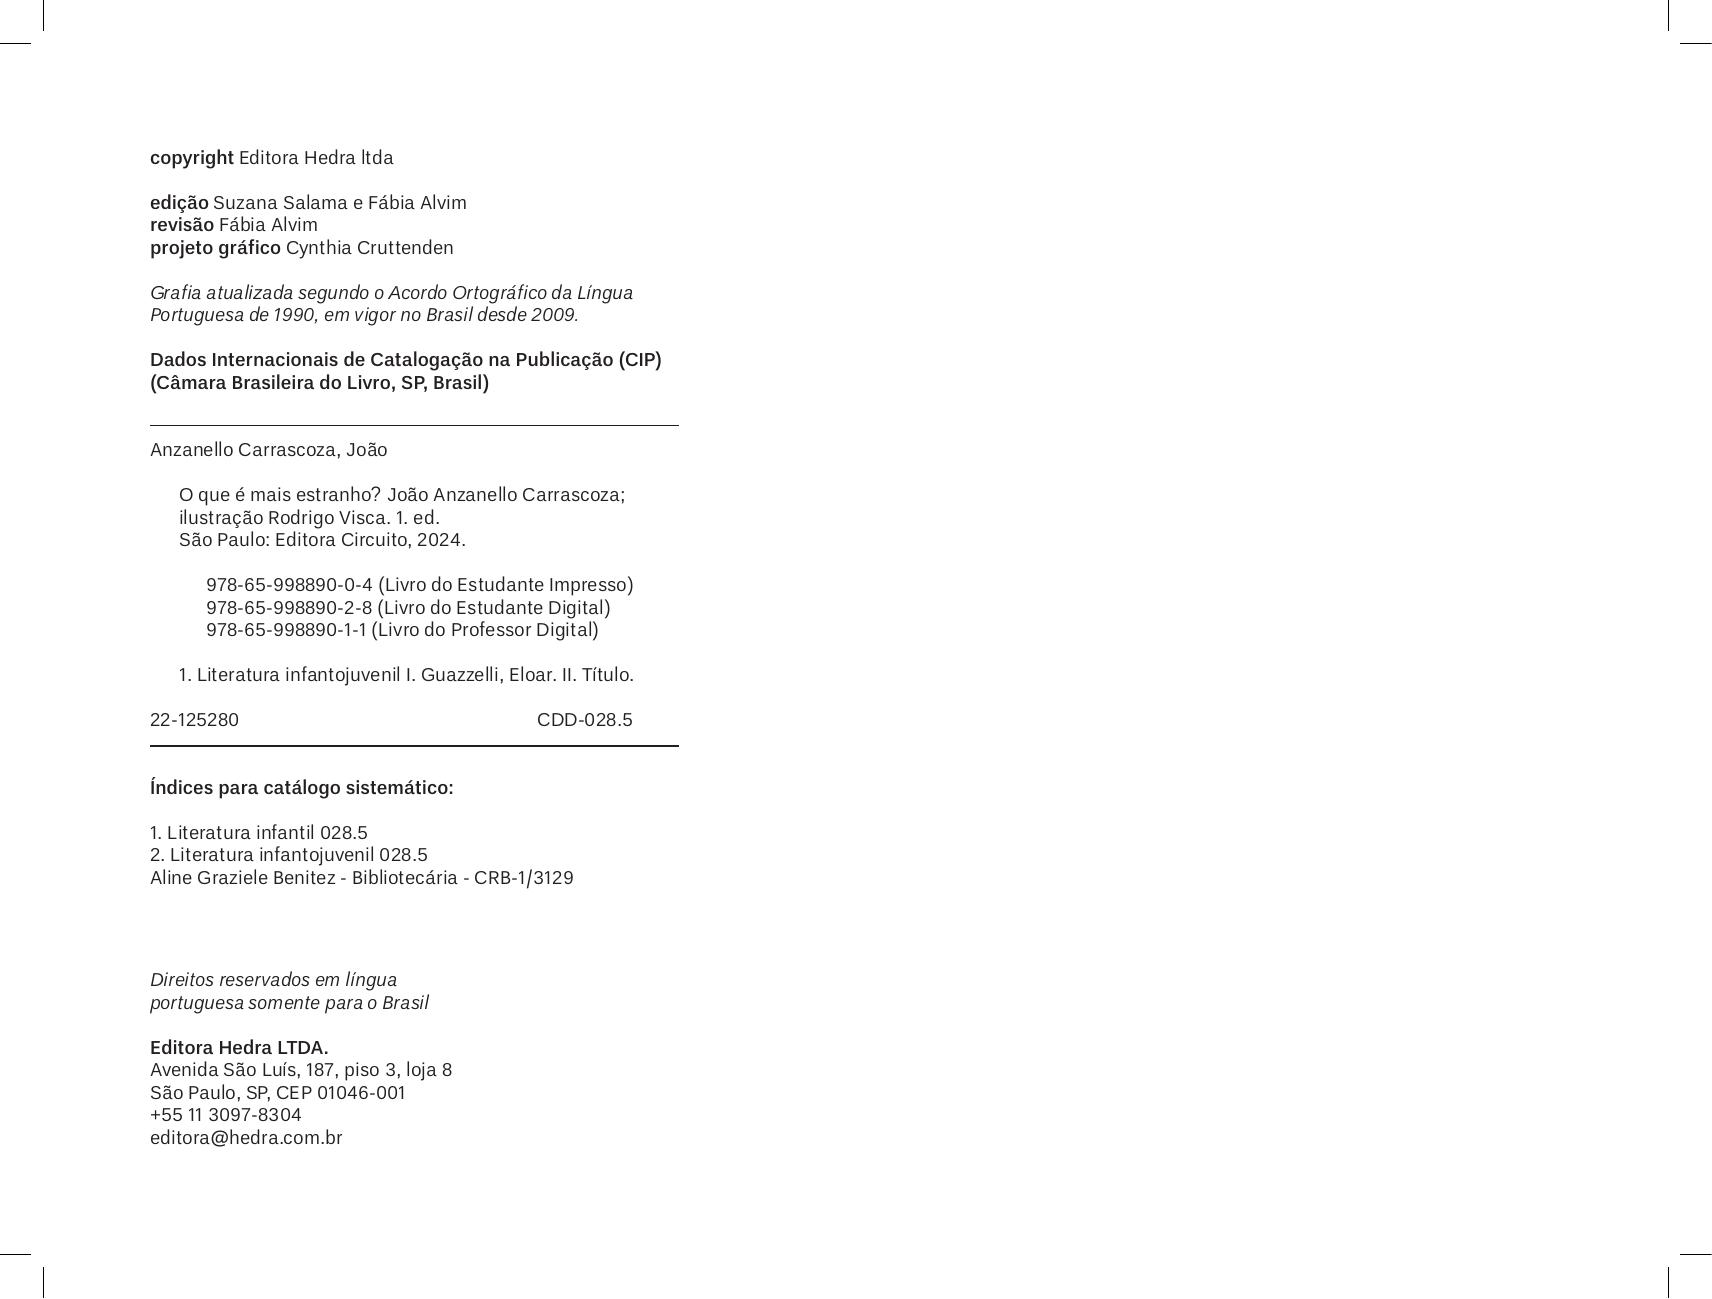 copyright Editora Hedra ltda
edição Suzana Salama e Fábia Alvim
revisão Fábia Alvim
projeto gráfico Cynthia Cruttenden
Grafia atualizada segundo o Acordo Ortográfico da Língua
Portuguesa de 1990, em vigor no Brasil desde 2009.
Dados Internacionais de Catalogação na Publicação (CIP)
(Câmara Brasileira do Livro, SP, Brasil)
Anzanello Carrascoza, João
O que é mais estranho? João Anzanello Carrascoza;
ilustração Rodrigo Visca. 1. ed.
São Paulo: Editora Circuito, 2024.
978-65-998890-0-4 (Livro do Estudante Impresso)
978-65-998890-2-8 (Livro do Estudante Digital)
978-65-998890-1-1 (Livro do Professor Digital)
1. Literatura infantojuvenil I. Guazzelli, Eloar. II. Título.
22-125280 CDD-028.5
Índices para catálogo sistemático:
1. Literatura infantil 028.5
2. Literatura infantojuvenil 028.5
Aline Graziele Benitez - Bibliotecária - CRB-1/3129
Direitos reservados em língua
portuguesa somente para o Brasil
Editora Hedra LTDA.
Avenida São Luís, 187, piso 3, loja 8
São Paulo, SP, CEP 01046-001
+55 11 3097-8304
editora@hedra.com.br